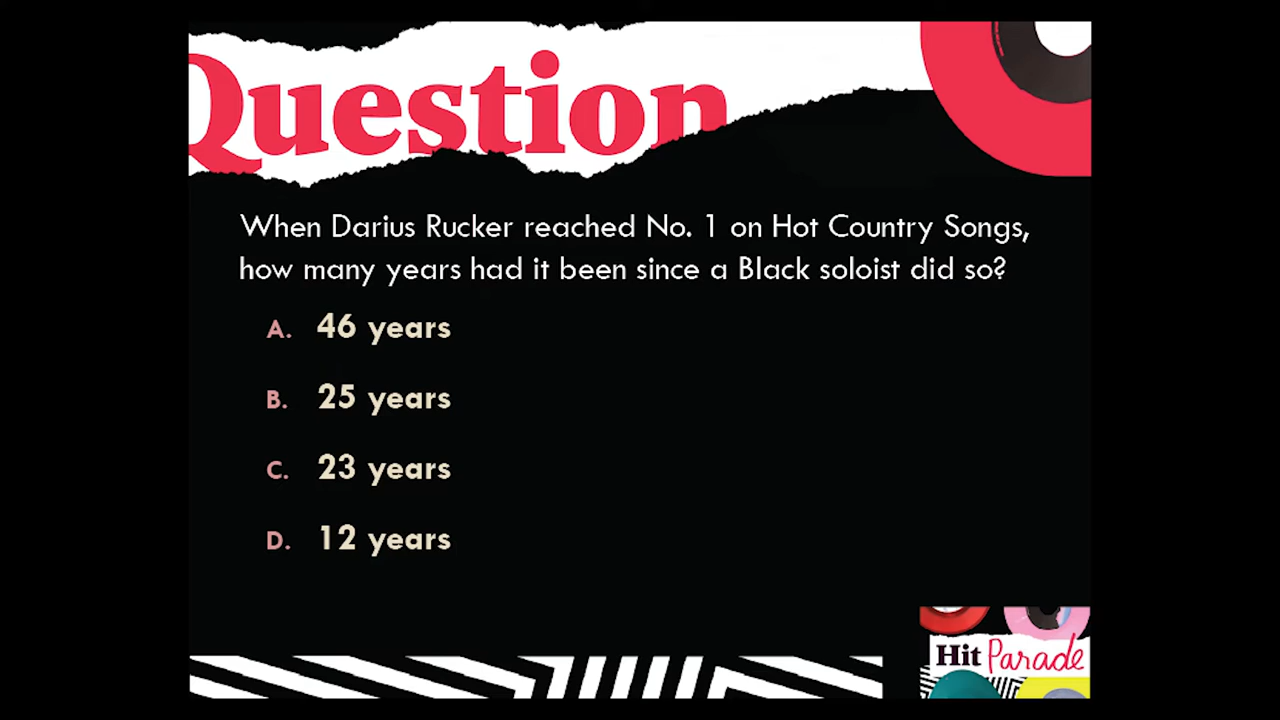 Question
When Darius Rucker reached No. 1 on Hot Country Songs,
how many years had it been since a Black soloist did so?
A. 46 years
B. 25 years
C. 23 years
D. 12 years
Hit Parade